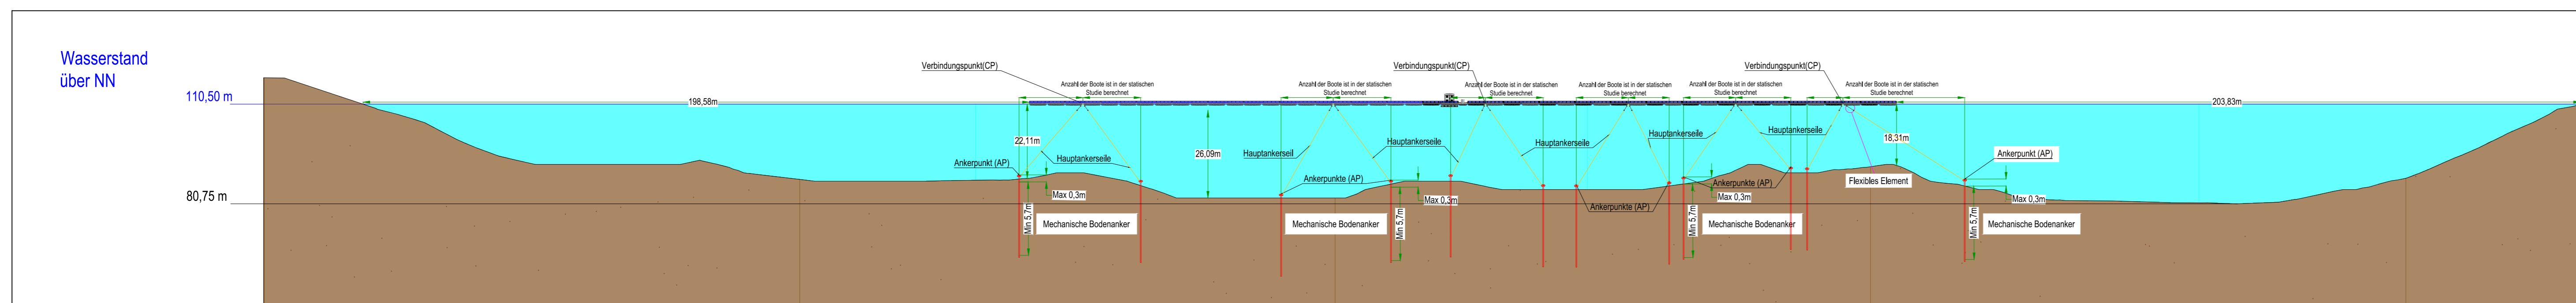 Wasserstand
über NN
110,50 m
80,75 m
198,58m
Verbindungspunkt(CP)
Anzahl der Boote ist in der statischen
Studie berechnet
Anzahl der Boote ist in der statischen
Studie berechnet
Verbindungspunkt(CP)
Anzahl der Boote ist in der statischen
Studie berechnet
Anzahl der Boote ist in der statischen
Studie berechnet
Anzahl der Boote ist in der statischen
Studie berechnet
Verbindungspunkt(CP)
Anzahl der Boote ist in der statischen
Studie berechnet
203,83m
22,11m
26,09m
18,31m
Ankerpunkt (AP)
Hauptankerseile
Hauptankerseil
Hauptankerseile
Hauptankerseile
Hauptankerseile
Hauptankerseile
Ankerpunkt (AP)
Ankerpunkte (AP)
Ankerpunkte (AP)
Ankerpunkte (AP)
Flexibles Element
Max 0,3m
Max 0,3m
Max 0,3m
Max 0,3m
Min 5,7m
Mechanische Bodenanker
Mechanische Bodenanker
Min 5,7m
Min 5,7m
Mechanische Bodenanker
Min 5,7m
Mechanische Bodenanker